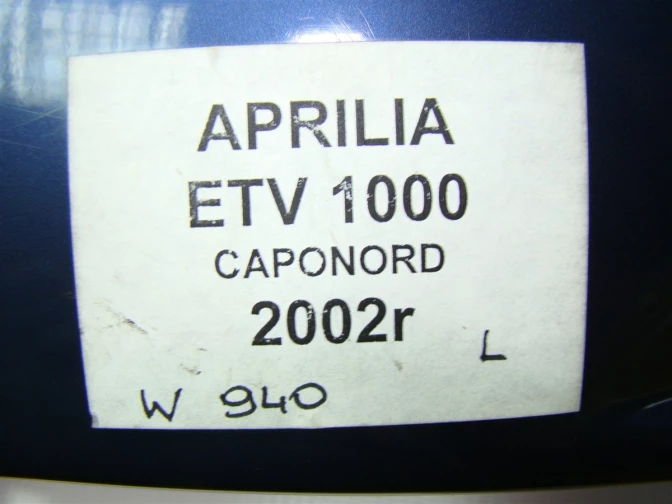 APRILIA
ETV 1000
CAPONORD
2002r
L
W 940